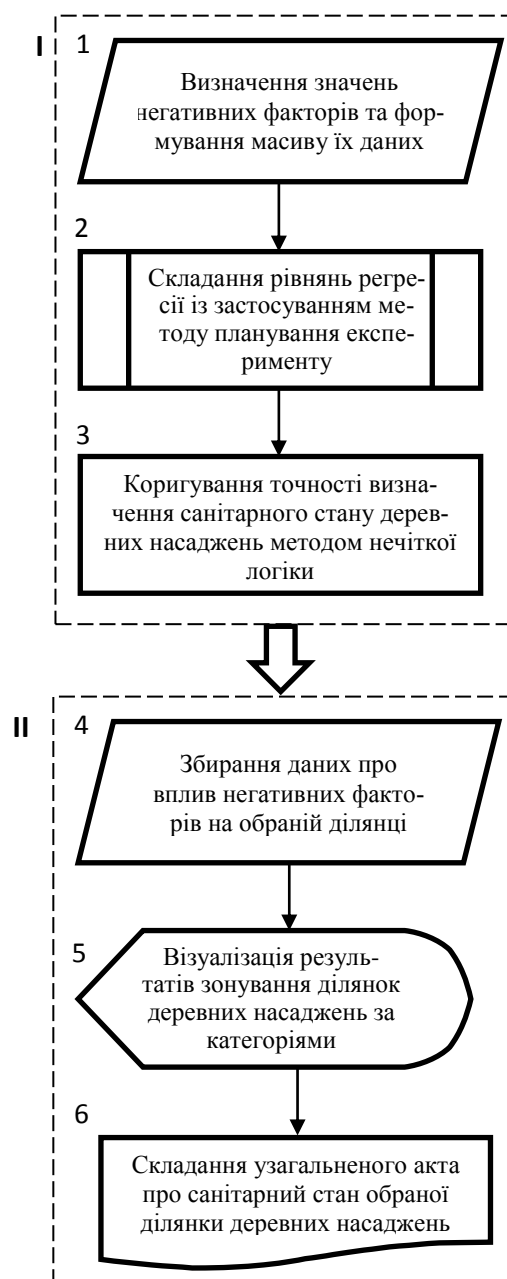 I
1
Визначення значень
негативних факторів та фор-
мування масиву їх даних
2
Складання рівнянь регре-
сії із застосуванням ме-
тоду планування експе-
рименту
3
Коригування точності визна-
чення санітарного стану дерев-
них насаджень методом нечіткої
логіки
II
4
Збирання даних про
вплив негативних факто-
рів на обраній ділянці
5
Візуалізація резуль-
татів зонування ділянок
деревних насаджень за
категоріями
6
Складання узагальненого акта
про санітарний стан обраної
ділянки деревних насаджень